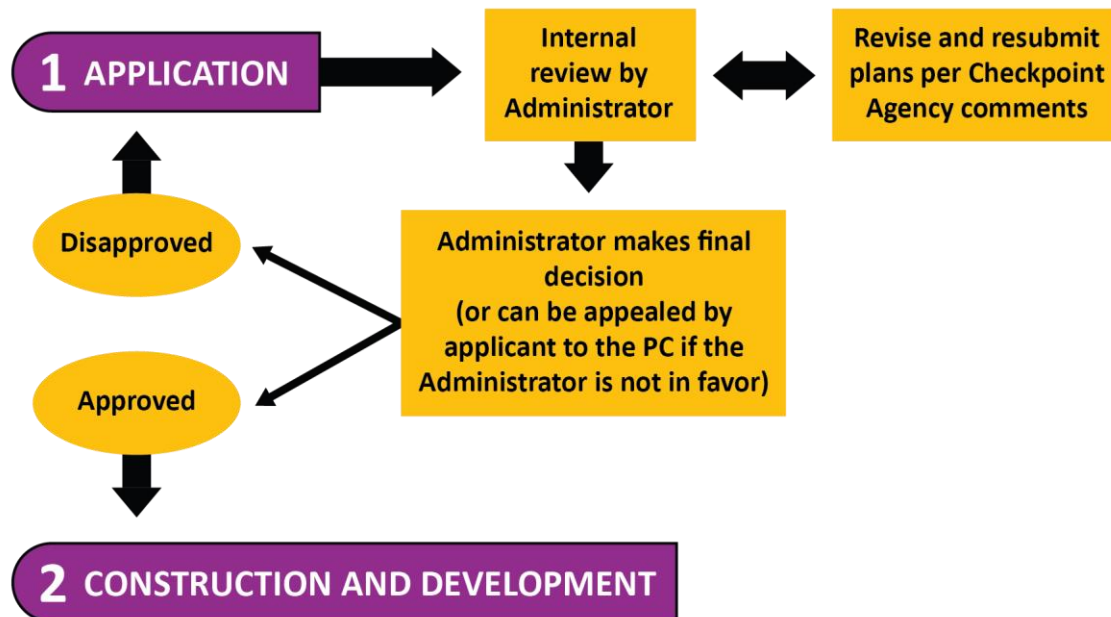 1 APPLICATION
Internal
review by
Administrator
Revise and resubmit
plans per Checkpoint
Agency comments
Disapproved
Administrator makes final
decision
(or can be appealed by
applicant to the PC if the
Administrator is not in favor)
Approved
2 CONSTRUCTION AND DEVELOPMENT